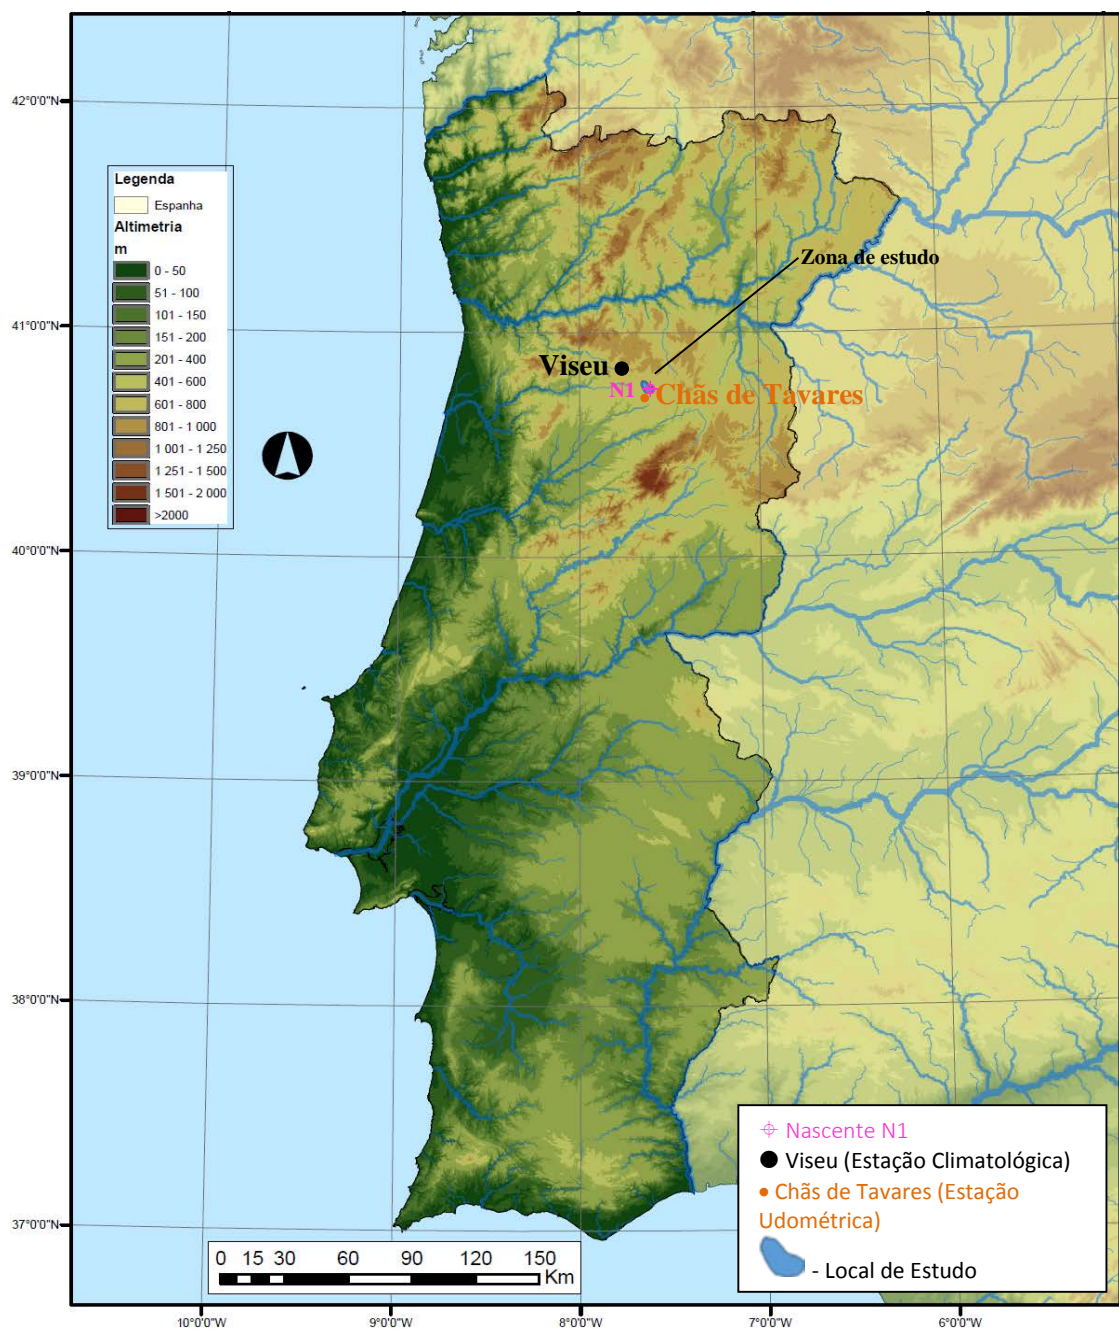 42°0'0"N
41°0'0"N
40°0'0"N
39°0'0"N
38°0'0"N
37°0'0"N
Legenda
Espanha
Altimetria
m
0 - 50
51 - 100
101 - 150
151 - 200
201 - 400
401 - 600
601 - 800
801 - 1 000
1 001 - 1 250
1 251 - 1 500
1 501 - 2 000
>2000
Zona de estudo
Viseu
N1
Chãs de Tavares
Nascente N1
Viseu (Estação Climatológica)
Chãs de Tavares (Estação
Udométrica)
- Local de Estudo
0 15 30 60 90 120 150
Km
10°0'0"W 9°0'0"W 8°0'0"W 7°0'0"W 6°0'0"W